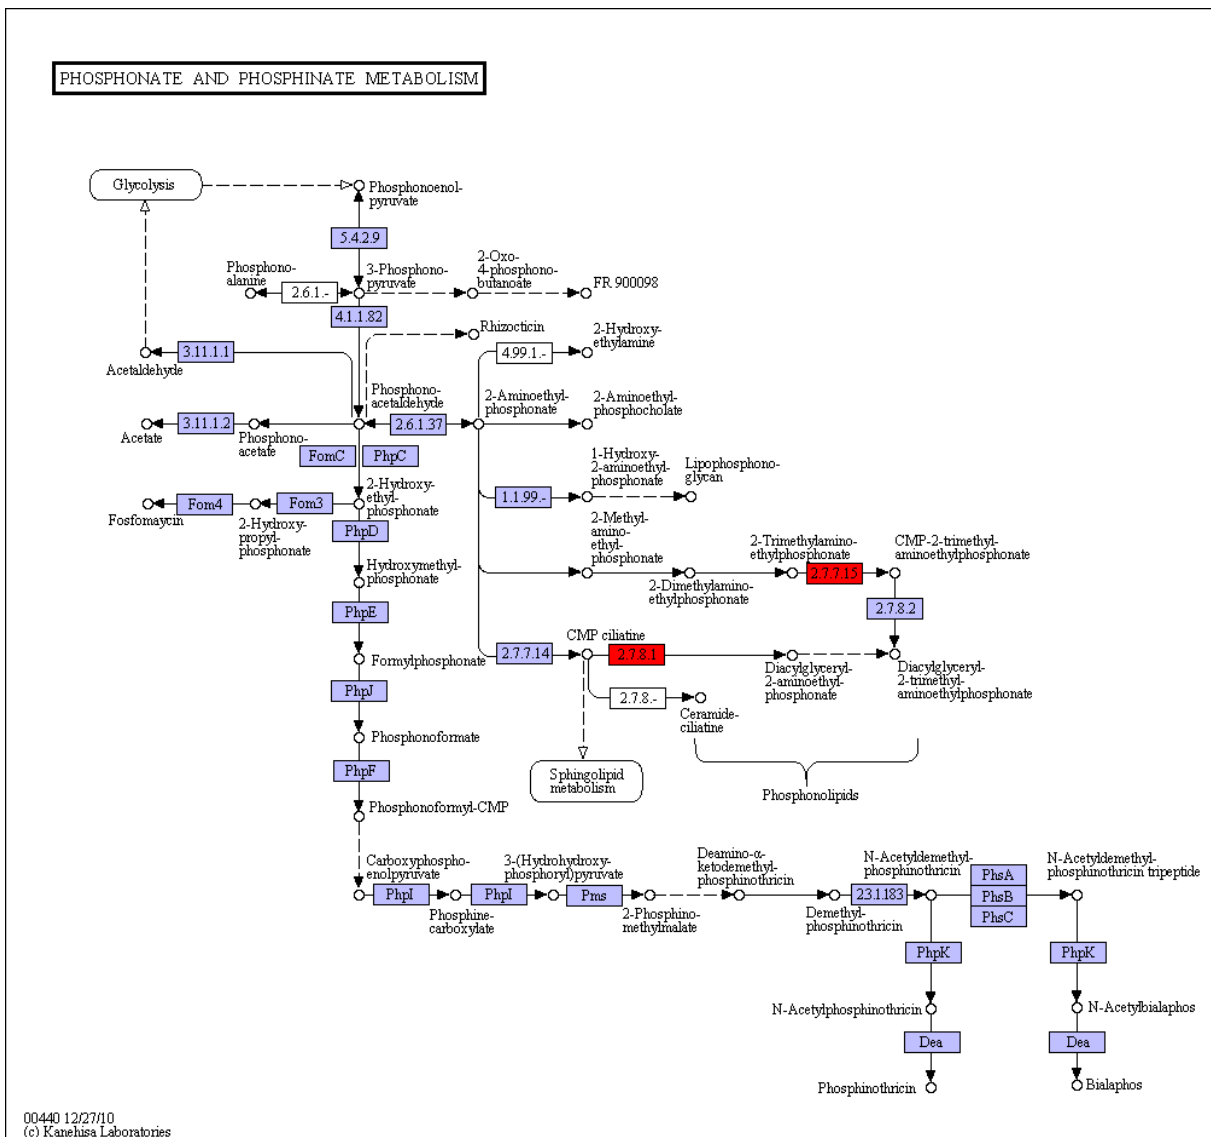 PHOSPHONATE AND PHOSPHINATE METABOLISM
Glycolysis
Phosphonoenol-
pyruvate
5.4.2.9
Phosphono-
alanine
2.6.1.-
3-Phosphono-
pyruvate
2-Oxo-
4-phosphono-
butanoate
FR 900098
4.1.1.82
Rhizocticin
2-Hydroxy-
ethylamine
4.99.1.-
3.11.1.1
Acetaldehyde
Phosphono-
acetaldehyde
2-Aminoethyl-
phosphonate
2-Aminoethyl-
phosphocholate
2.6.1.37
3.11.1.2
Acetate
Phosphono-
acetate
FomC
PhpC
1-Hydroxy-
2-aminoethyl-
phosphonate
Lipophosphono-
glycan
1.1.99.-
2-Hydroxy-
ethyl-
phosphonate
Fom4
Fom3
Fosfomaycin
2-Hydroxy-
propyl-
phosphonate
PhpD
2-Methyl-
amino-
ethyl-
phosphonate
2-Trimethylamino-
ethylphosphonate
CMP-2-trimethyl-
aminoethylphosphonate
2.7.7.15
2-Dimethylamino-
ethylphosphonate
Hydroxymethyl-
phosphonate
PhpE
2.7.8.2
CMP ciliatine
2.7.7.14
2.7.8.1
Formylphosphonate
Diacylglyceryl-
2-aminoethyl-
phosphonate
Diacylglyceryl-
2-trimethyl-
aminoethylphosphonate
PhpJ
2.7.8.-
Ceramide-
ciliatine
Phosphonoformate
PhpF
Sphingolipid
metabolism
Phosphonolipids
Phosphonoformyl-CMP
Carboxyphospho-
enolpyruvate
3-(Hydrohydroxy-
phosphoryl)pyruvate
Deamino-α-
ketodemethyl-
phosphinothricin
N-Acetyldemethyl-
phosphinothricin
N-Acetyldemethyl-
phosphinothricin tripeptide
PhpI
PhpI
Pms
2.3.1.183
PhsA
PhsB
PhsC
Phosphine-
carboxylate
2-Phosphino-
methylmalate
Demethyl-
phosphinothricin
PhpK
PhpK
N-Acetylphosphinothricin
N-Acetylbialaphos
Dea
Dea
Phosphinothricin
Bialaphos
00440 12/27/10
(c) Kanehisa Laboratories